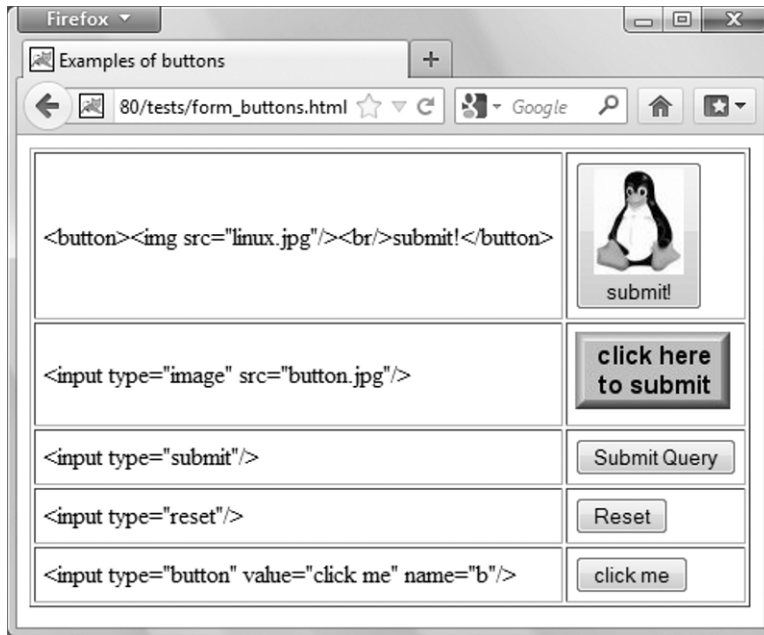 Firefox
Examples of buttons
80/tests/form_buttons.html
Google
<button><img src="linux.jpg"/><br/>submit!</button>
submit!
<input type="image" src="button.jpg"/>
click here
to submit
<input type="submit"/>
Submit Query
<input type="reset"/>
Reset
<input type="button" value="click me" name="b"/>
click me